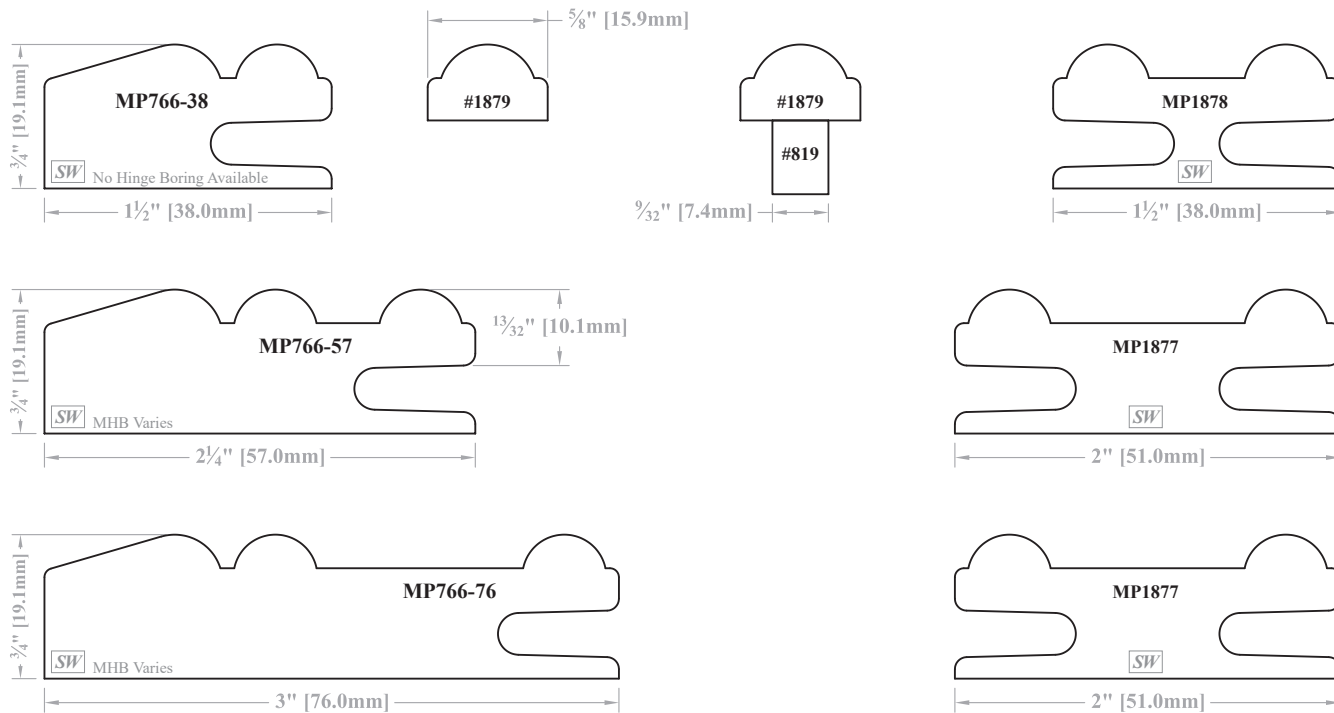 ⅝" [15.9mm]
¾" [19.1mm]
MP766-38
#1879
#1879
MP1878
#819
SW No Hinge Boring Available
SW
1½" [38.0mm]
9⁄32" [7.4mm]
1½" [38.0mm]
¾" [19.1mm]
13⁄32" [10.1mm]
MP766-57
MP1877
SW MHB Varies
SW
2¼" [57.0mm]
2" [51.0mm]
¾" [19.1mm]
MP766-76
MP1877
SW MHB Varies
SW
3" [76.0mm]
2" [51.0mm]